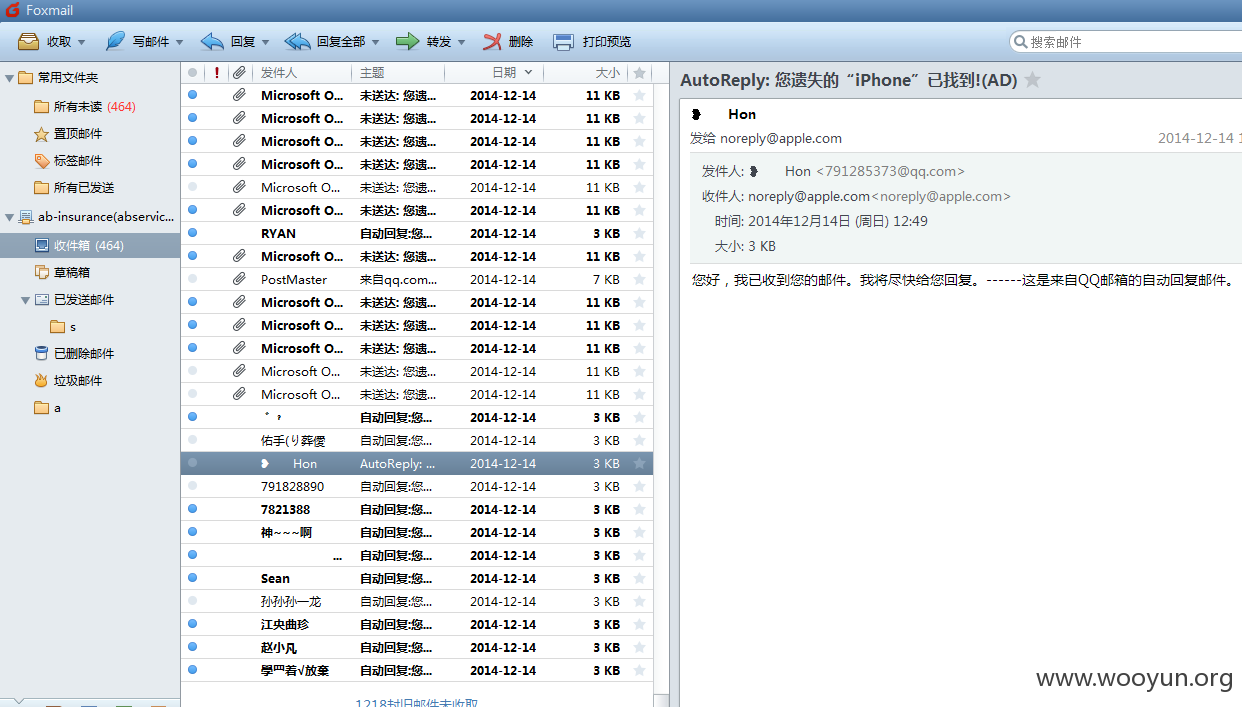 Foxmail
收取 写邮件 回复 回复全部 转发 删除 打印预览 搜索邮件
常用文件夹
所有未读 (464)
置顶邮件
标签邮件
所有已发送
ab-insurance(abservic...
收件箱 (464)
草稿箱
已发送邮件
s
已删除邮件
垃圾邮件
a
发件人 主题 日期 大小
Microsoft O... 未送达: 您遗... 2014-12-14 11 KB
Microsoft O... 未送达: 您遗... 2014-12-14 11 KB
Microsoft O... 未送达: 您遗... 2014-12-14 11 KB
Microsoft O... 未送达: 您遗... 2014-12-14 11 KB
Microsoft O... 未送达: 您遗... 2014-12-14 11 KB
Microsoft O... 未送达: 您遗... 2014-12-14 11 KB
RYAN 自动回复:您... 2014-12-14 3 KB
Microsoft O... 未送达: 您遗... 2014-12-14 11 KB
PostMaster 来自qq.com... 2014-12-14 7 KB
Microsoft O... 未送达: 您遗... 2014-12-14 11 KB
Microsoft O... 未送达: 您遗... 2014-12-14 11 KB
Microsoft O... 未送达: 您遗... 2014-12-14 11 KB
Microsoft O... 未送达: 您遗... 2014-12-14 11 KB
Microsoft O... 未送达: 您遗... 2014-12-14 11 KB
自动回复:您... 2014-12-14 3 KB
佑手(り葬僾 自动回复:您... 2014-12-14 3 KB
❥ Hon AutoReply: ... 2014-12-14 3 KB
791828890 自动回复:您... 2014-12-14 3 KB
7821388 自动回复:您... 2014-12-14 3 KB
神~~~啊 自动回复:您... 2014-12-14 3 KB
... 自动回复:您... 2014-12-14 3 KB
Sean 自动回复:您... 2014-12-14 3 KB
孙孙孙一龙 自动回复:您... 2014-12-14 3 KB
江央曲珍 自动回复:您... 2014-12-14 3 KB
赵小凡 自动回复:您... 2014-12-14 3 KB
學罒着√放棄 自动回复:您... 2014-12-14 3 KB
1218封旧邮件未收取
AutoReply: 您遗失的“iPhone”已找到!(AD)
❥ Hon
发给 noreply@apple.com 2014-12-14 1
发件人: ❥ Hon <791285373@qq.com>
收件人: noreply@apple.com<noreply@apple.com>
时间: 2014年12月14日 (周日) 12:49
大小: 3 KB
您好，我已收到您的邮件。我将尽快给您回复。------这是来自QQ邮箱的自动回复邮件。
www.wooyun.org